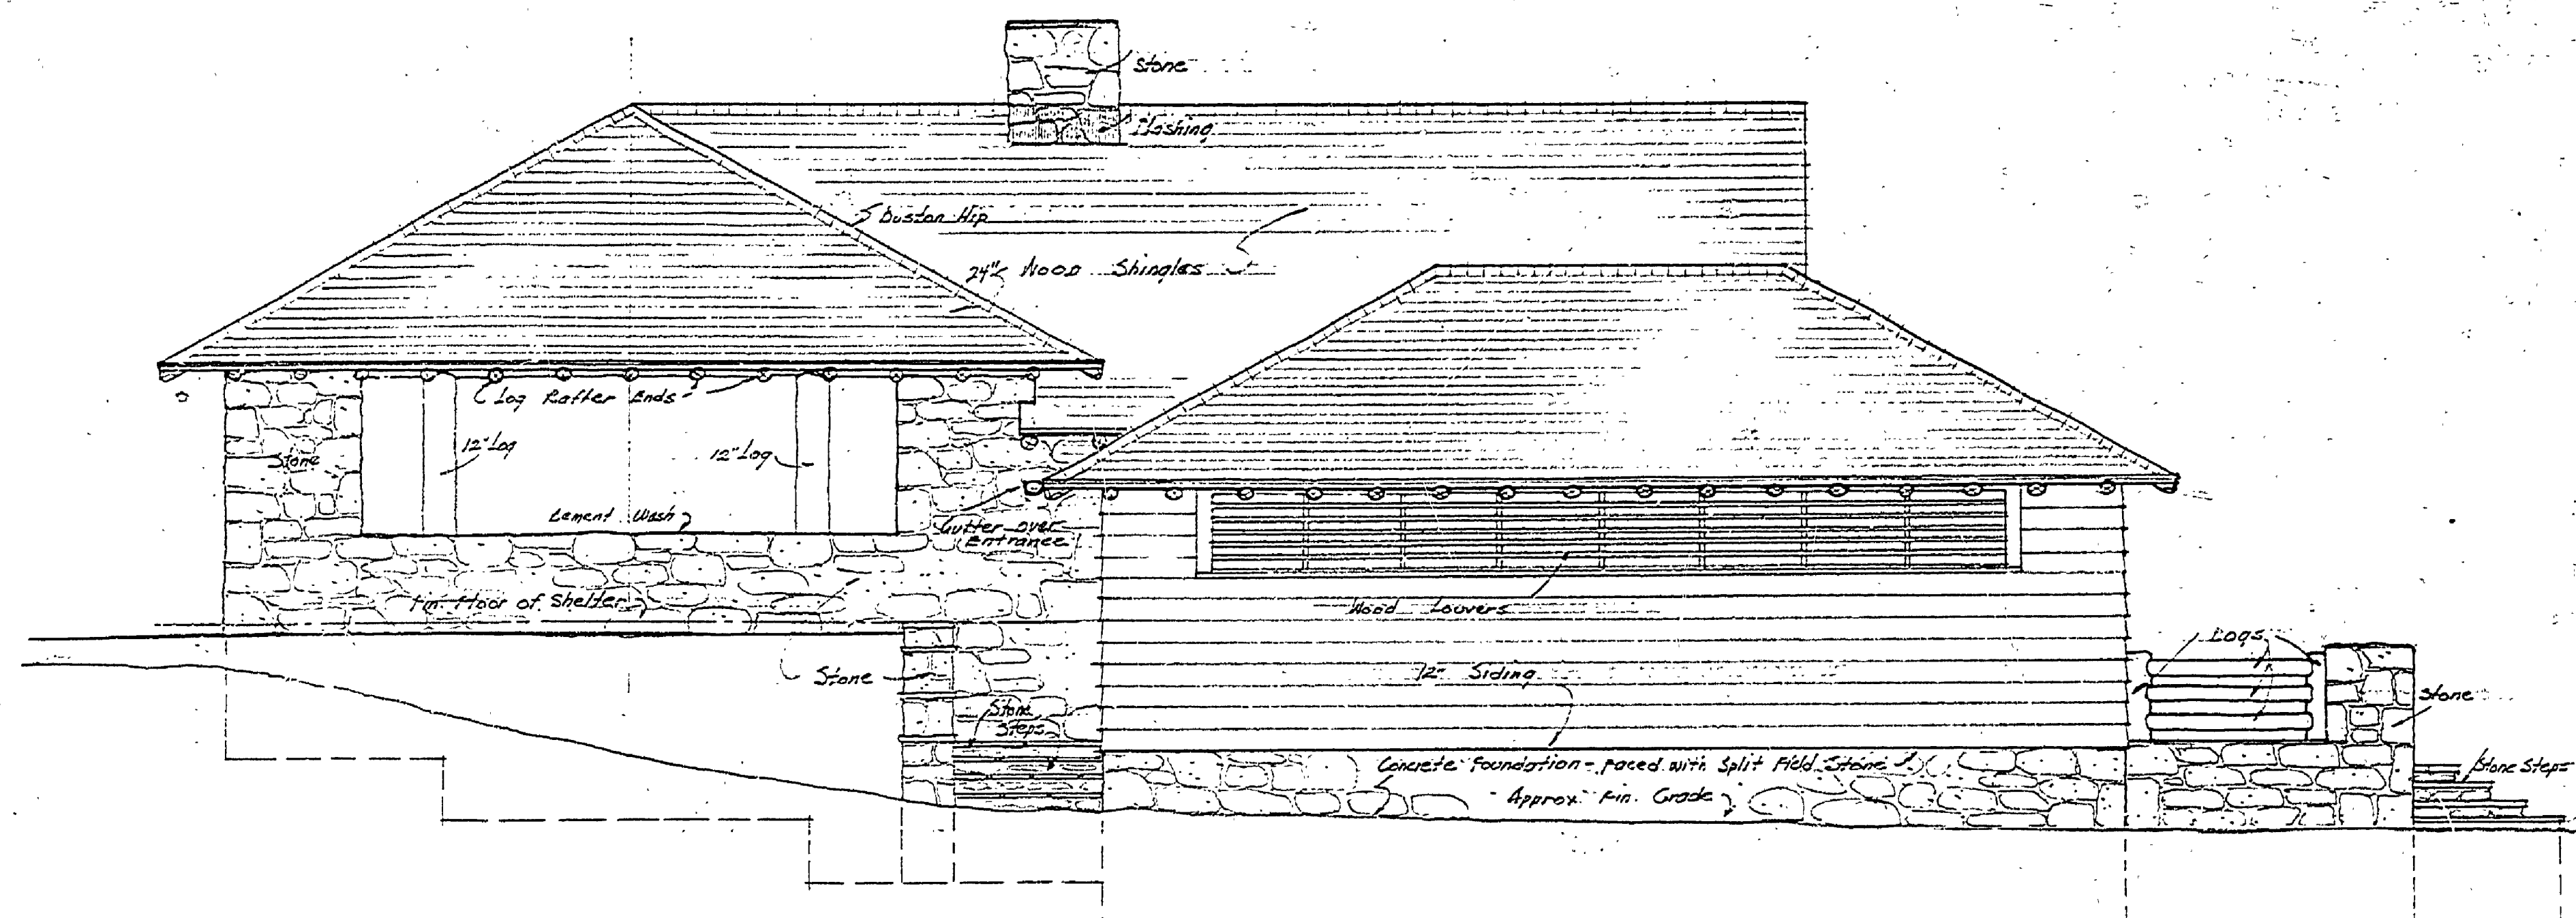 Stone
Flashing
Boston Hip
24" Wood Shingles
Log Rafter Ends
12" Log
12" Log
Stone
Cement Wash
Gutter over
Entrance
Fin. Floor of Shelter
Wood Louvers
Logs
Stone
12" Siding
Stone
Stone
Steps
Concrete Foundation - Faced with Split Field Stone
Stone Steps
Approx. Fin. Grade